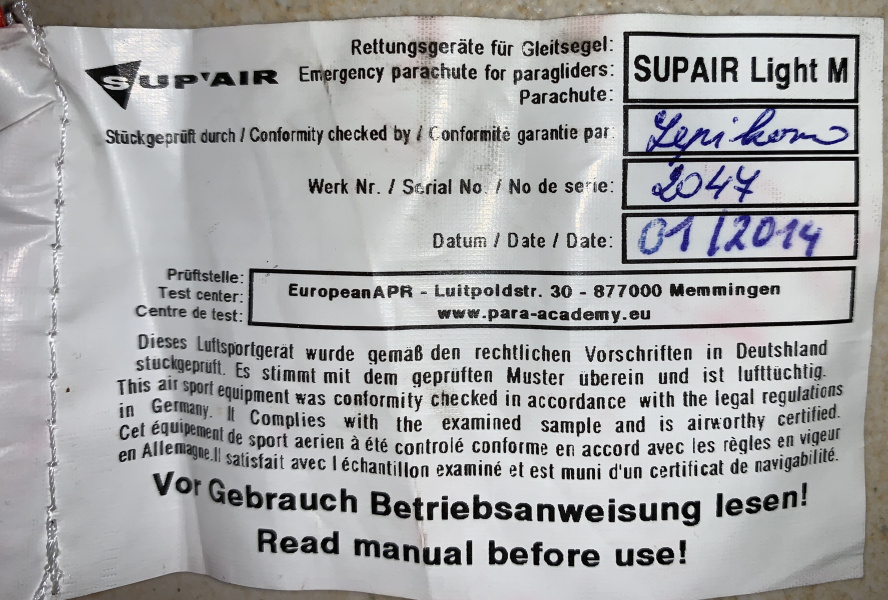 SUP'AIR
Rettungsgeräte für Gleitsegel:
Emergency parachute for paragliders:
Parachute:
SUPAIR Light M
Stückgeprüft durch / Conformity checked by / Conformité garantie par:
Werk Nr. / Serial No. / No de serie: 2047
Datum / Date / Date: 01/2014
Prüftstelle:
Test center:
Centre de test:
EuropeanAPR - Luitpoldstr. 30 - 877000 Memmingen
www.para-academy.eu
Dieses Luftsportgerät wurde gemäß den rechtlichen Vorschriften in Deutshland
stückgeprüft. Es stimmt mit dem geprüften Muster überein und ist lufttüchtig.
This air sport equipment was conformity checked in accordance with the legal regulations
in Germany. It Complies with the examined sample and is airworthy certified.
Cet équipement de sport aerien à été controlé conforme en accord avec les règles en vigeur
en Allemagne.Il satisfait avec l'échantillon examiné et est muni d'un certificat de navigabilité.
Vor Gebrauch Betriebsanweisung lesen!
Read manual before use!